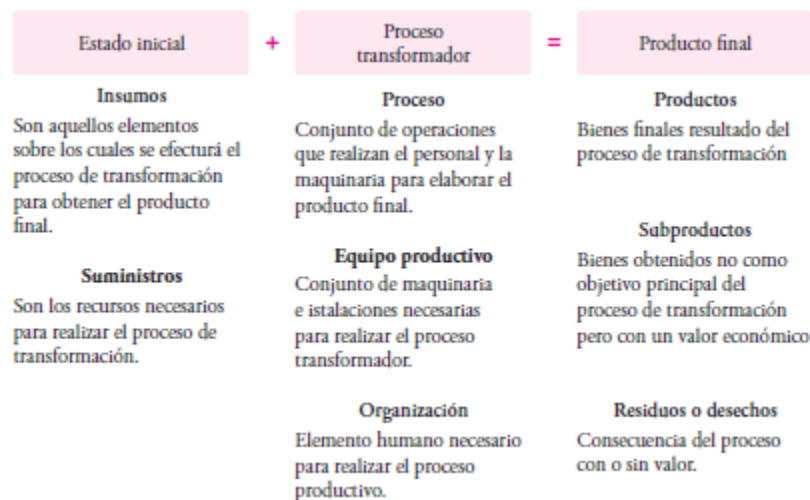 Estado inicial
+
Proceso
transformador
=
Producto final
Insumos
Son aquellos elementos
sobre los cuales se efecturá el
proceso de transformación
para obtener el producto
final.
Suministros
Son los recursos necesarios
para realizar el proceso de
transformación.
Proceso
Conjunto de operaciones
que realizan el personal y la
maquinaria para elaborar el
producto final.
Equipo productivo
Conjunto de maquinaria
e istalaciones necesarias
para realizar el proceso
transformador.
Organización
Elemento humano necesario
para realizar el proceso
productivo.
Productos
Bienes finales resultado del
proceso de transformación
Subproductos
Bienes obtenidos no como
objetivo principal del
proceso de transformación
pero con un valor económico
Residuos o desechos
Consecuencia del proceso
con o sin valor.